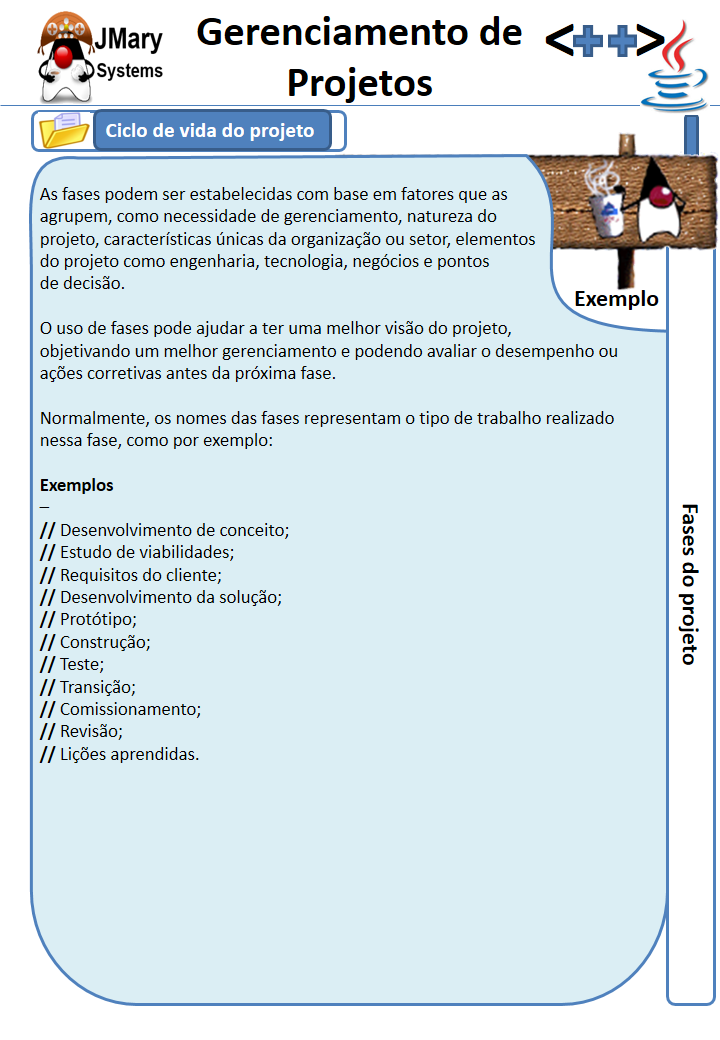 JMary
Systems
Gerenciamento de
Projetos
<++>
Ciclo de vida do projeto
As fases podem ser estabelecidas com base em fatores que as
agrupem, como necessidade de gerenciamento, natureza do
projeto, características únicas da organização ou setor, elementos
do projeto como engenharia, tecnologia, negócios e pontos
de decisão.
Exemplo
O uso de fases pode ajudar a ter uma melhor visão do projeto,
objetivando um melhor gerenciamento e podendo avaliar o desempenho ou
ações corretivas antes da próxima fase.
Normalmente, os nomes das fases representam o tipo de trabalho realizado
nessa fase, como por exemplo:
Exemplos
–
// Desenvolvimento de conceito;
// Estudo de viabilidades;
// Requisitos do cliente;
// Desenvolvimento da solução;
// Protótipo;
// Construção;
// Teste;
// Transição;
// Comissionamento;
// Revisão;
// Lições aprendidas.
Fases do projeto